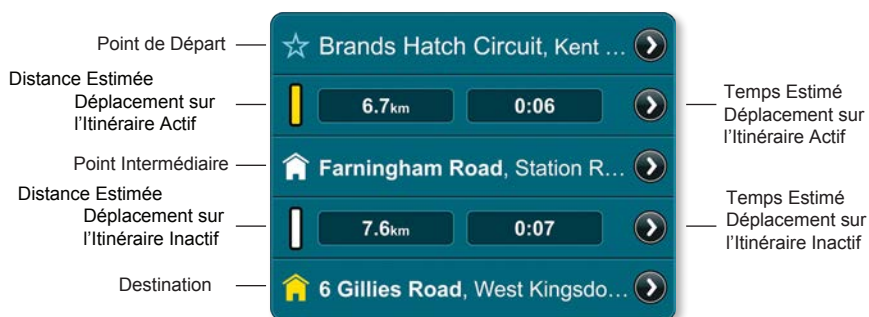 Point de Départ
Brands Hatch Circuit, Kent ...
Distance Estimée
Déplacement sur
l'Itinéraire Actif
6.7km
0:06
Temps Estimé
Déplacement sur
l'Itinéraire Actif
Point Intermédiaire
Farningham Road, Station R...
Distance Estimée
Déplacement sur
l'Itinéraire Inactif
7.6km
0:07
Temps Estimé
Déplacement sur
l'Itinéraire Inactif
Destination
6 Gillies Road, West Kingsdo...